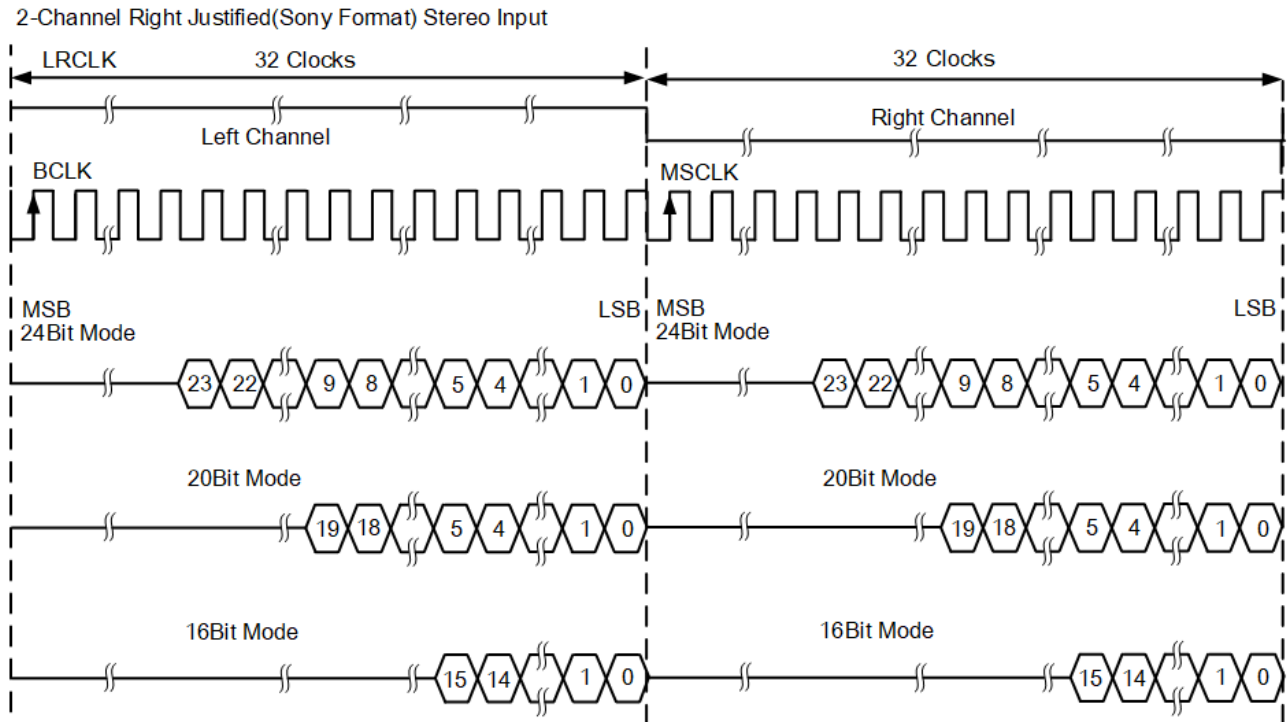 2-Channel Right Justified(Sony Format) Stereo Input
LRCLK 32 Clocks 32 Clocks
Left Channel Right Channel
BCLK MSCLK
MSB LSB MSB LSB
24Bit Mode 24Bit Mode
23 22 9 8 5 4 1 0 23 22 9 8 5 4 1 0
20Bit Mode 20Bit Mode
19 18 5 4 1 0 19 18 5 4 1 0
16Bit Mode 16Bit Mode
15 14 1 0 15 14 1 0